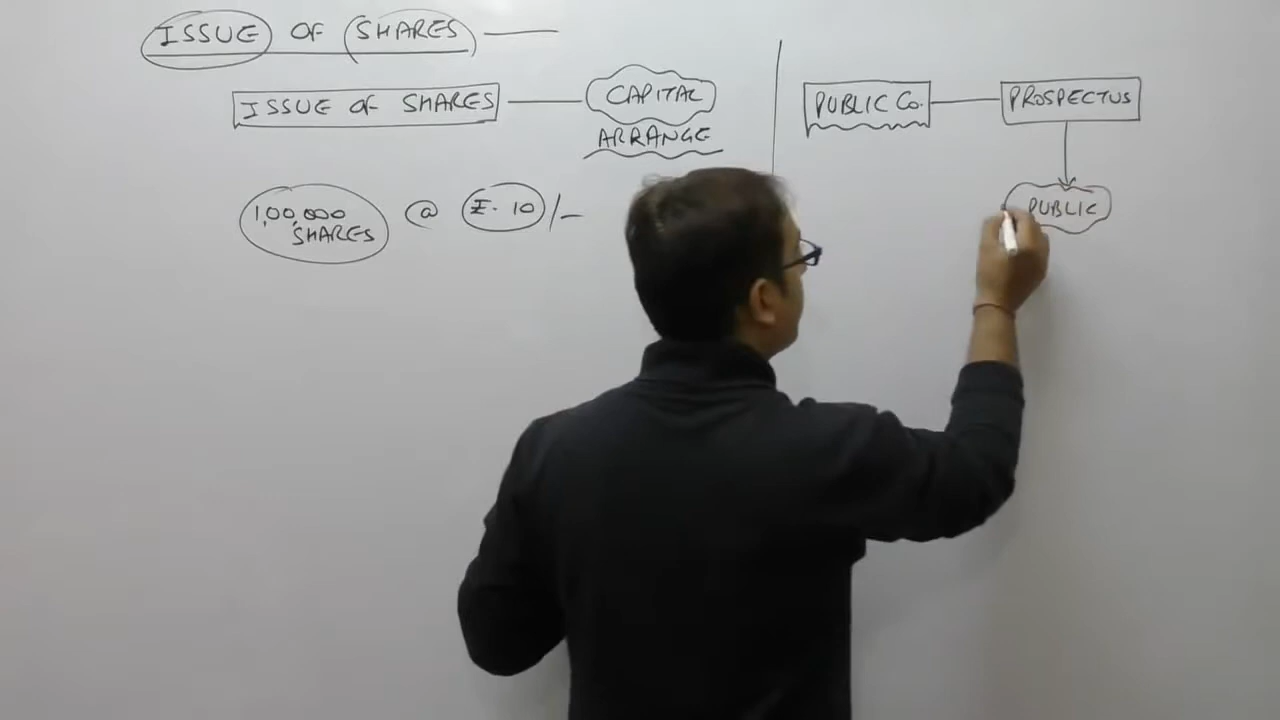 ISSUE OF SHARES
ISSUE OF SHARES
CAPITAL
ARRANGE
1,00,000
SHARES
@ ₹. 10/-
PUBLIC Co.
PROSPECTUS
PUBLIC